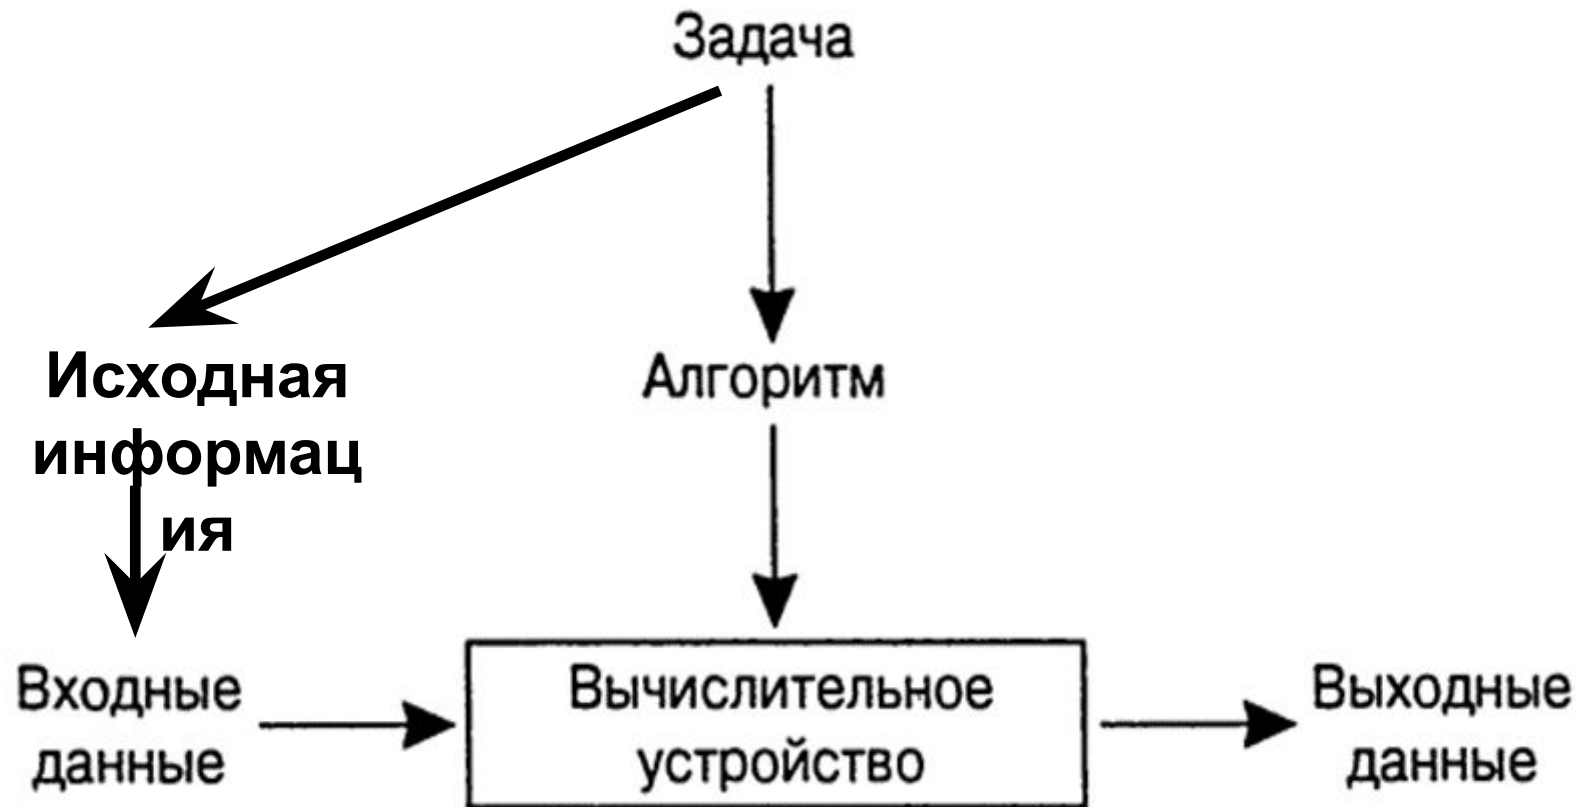 Задача
Исходная
информац
ия
Алгоритм
Входные
данные
Вычислительное
устройство
Выходные
данные